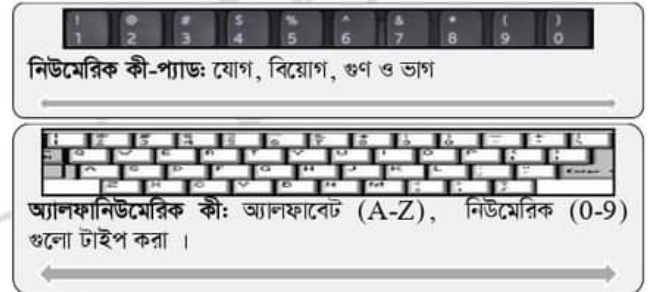 ! @ # $ % ^ & * ( )
1 2 3 4 5 6 7 8 9 0
নিউমেরিক কী-প্যাড: যোগ, বিয়োগ, গুণ ও ভাগ
অ্যালফানিউমেরিক কী: অ্যালফাবেট (A-Z), নিউমেরিক (0-9)
গুলো টাইপ করা ।